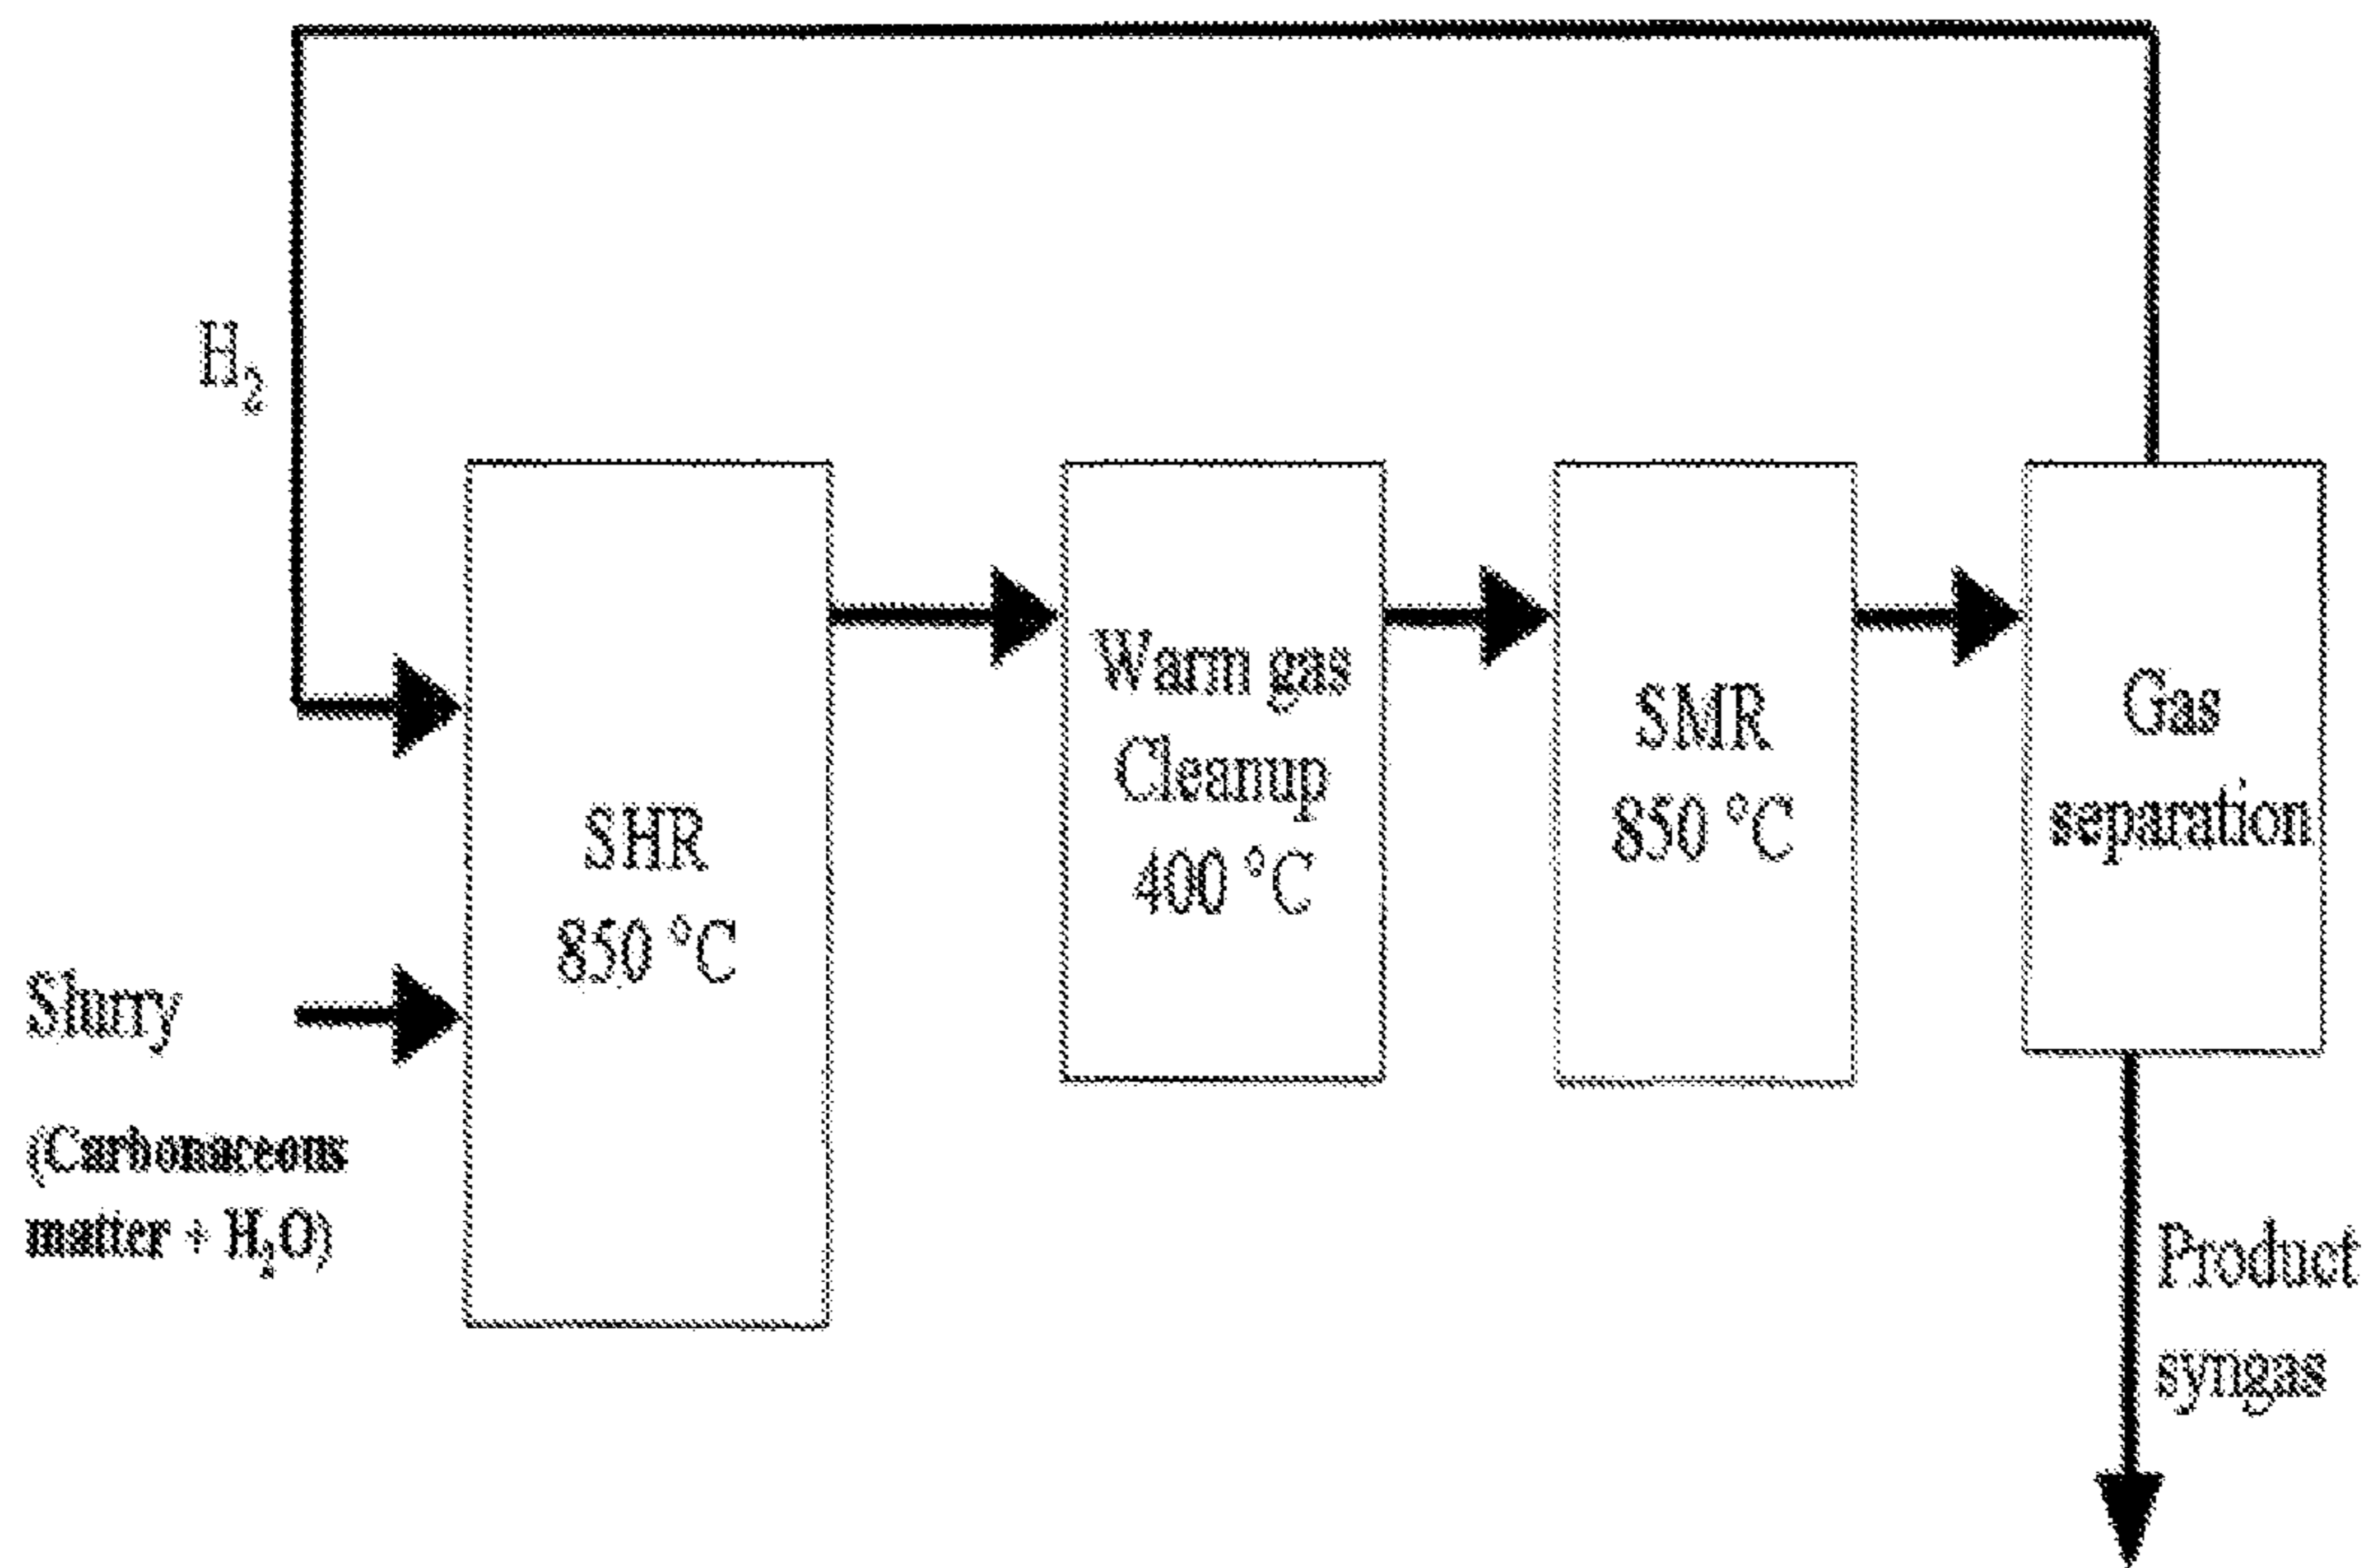 H₂
SHR
850 °C
Warm gas
Cleanup
400 °C
SMR
850 °C
Gas
separation
Slurry
(Carbonaceous
matter + H₂O)
Product
syngas